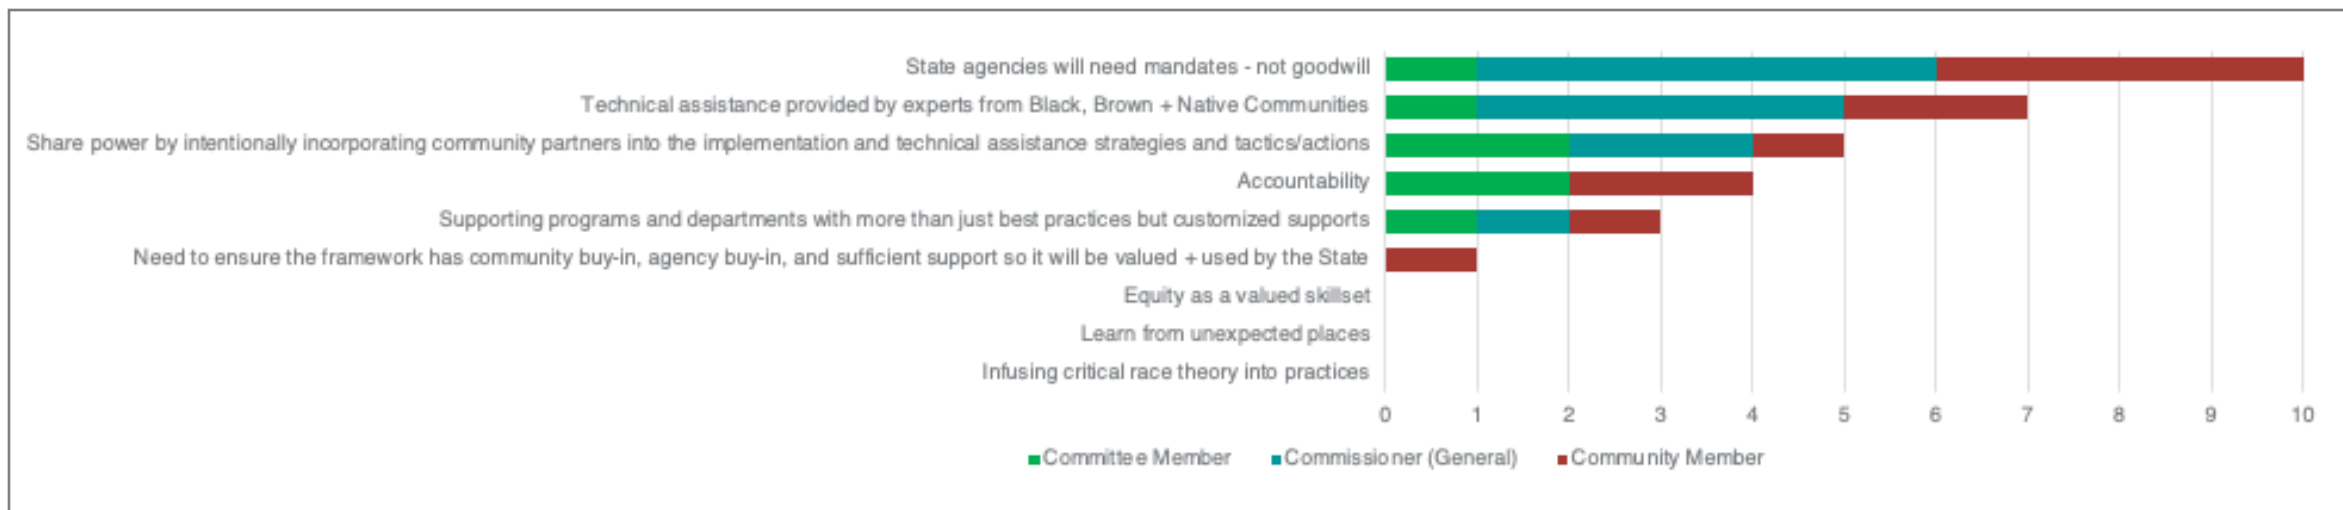 State agencies will need mandates - not goodwill
Technical assistance provided by experts from Black, Brown + Native Communities
Share power by intentionally incorporating community partners into the implementation and technical assistance strategies and tactics/actions
Accountability
Supporting programs and departments with more than just best practices but customized supports
Need to ensure the framework has community buy-in, agency buy-in, and sufficient support so it will be valued + used by the State
Equity as a valued skillset
Learn from unexpected places
Infusing critical race theory into practices
0 1 2 3 4 5 6 7 8 9 10
Committee Member Commissioner (General) Community Member